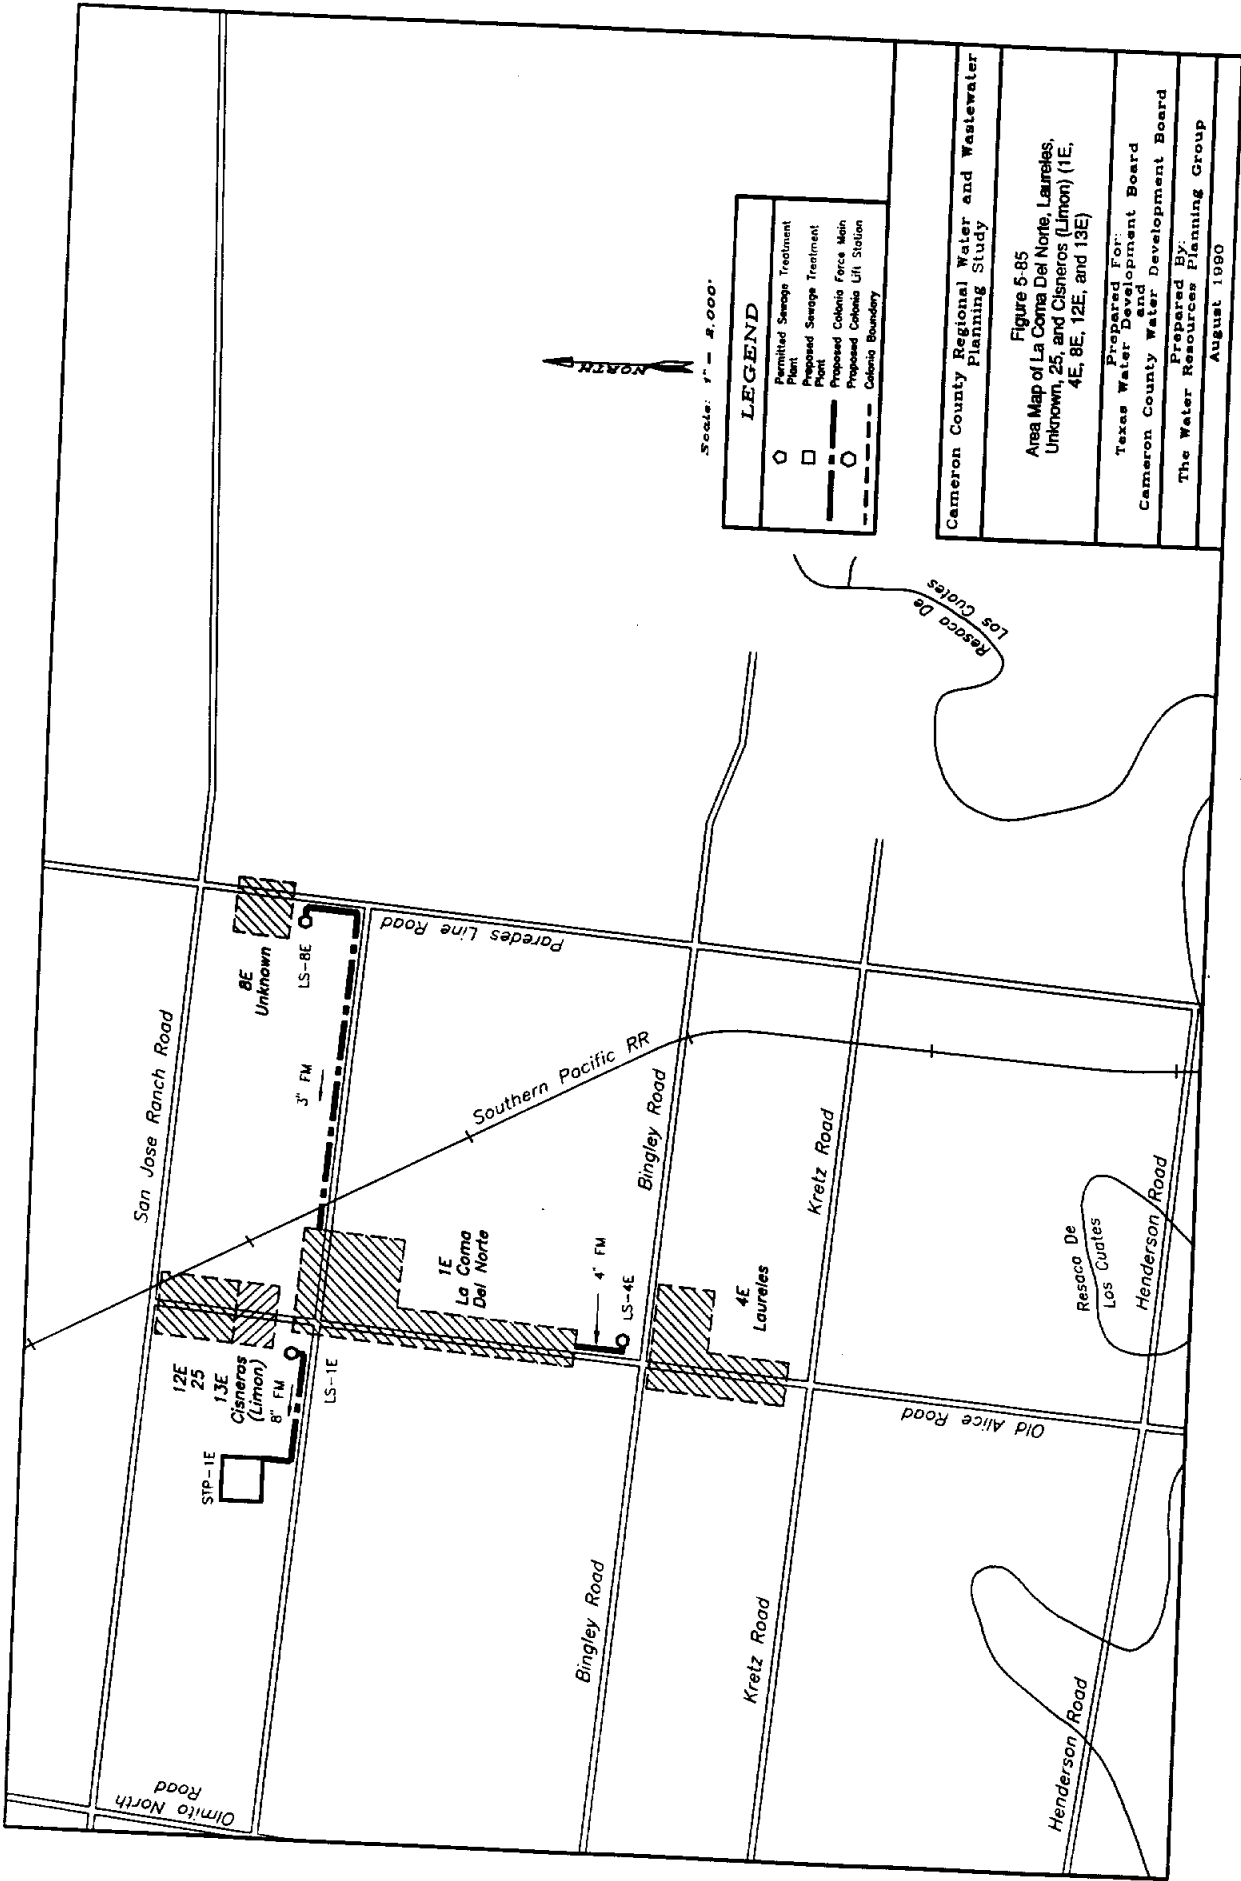 San Jose Ranch Road
Olmito North
Road
STP-1E
12E
25
13E
Cisneros
(Limon)
8" FM
LS-1E
8E
Unknown
LS-8E
3" FM
Paredes Line Road
Southern Pacific RR
1E
La Coma
Del Norte
4" FM
LS-4E
Bingley Road
Bingley Road
4E
Laureles
Kretz Road
Kretz Road
Old Alice Road
Resaca De
Los Cuates
Henderson Road
Henderson Road
Resaca De
Los Cuates
NORTH
Scale: 1" = 2,000'
LEGEND
Permitted Sewage Treatment
Plant
Proposed Sewage Treatment
Plant
Proposed Colonia Force Main
Proposed Colonia Lift Station
Colonia Boundary
Cameron County Regional Water and Wastewater
Planning Study
Figure 5-85
Area Map of La Coma Del Norte, Laureles,
Unknown, 25, and Cisneros (Limon) (1E,
4E, 8E, 12E, and 13E)
Prepared For:
Texas Water Development Board
and
Cameron County Water Development Board
Prepared By:
The Water Resources Planning Group
August 1990